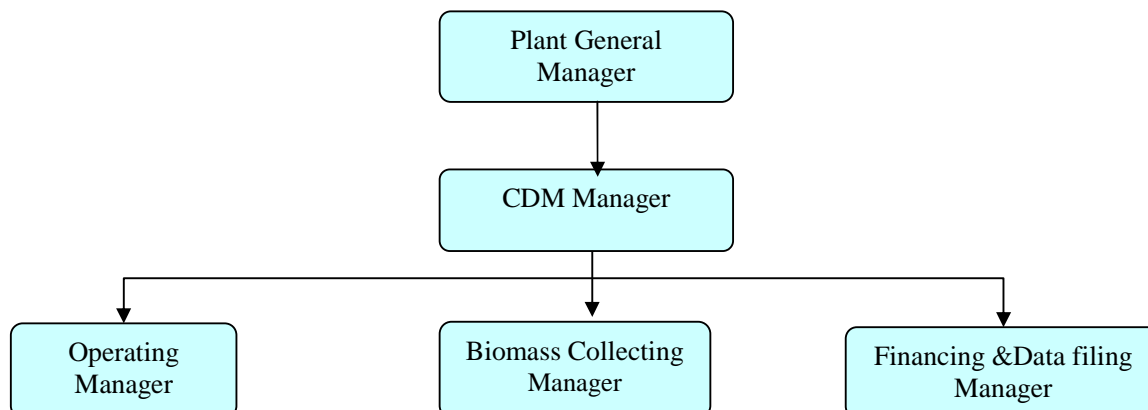 Plant General
Manager
CDM Manager
Operating
Manager
Biomass Collecting
Manager
Financing &Data filing
Manager